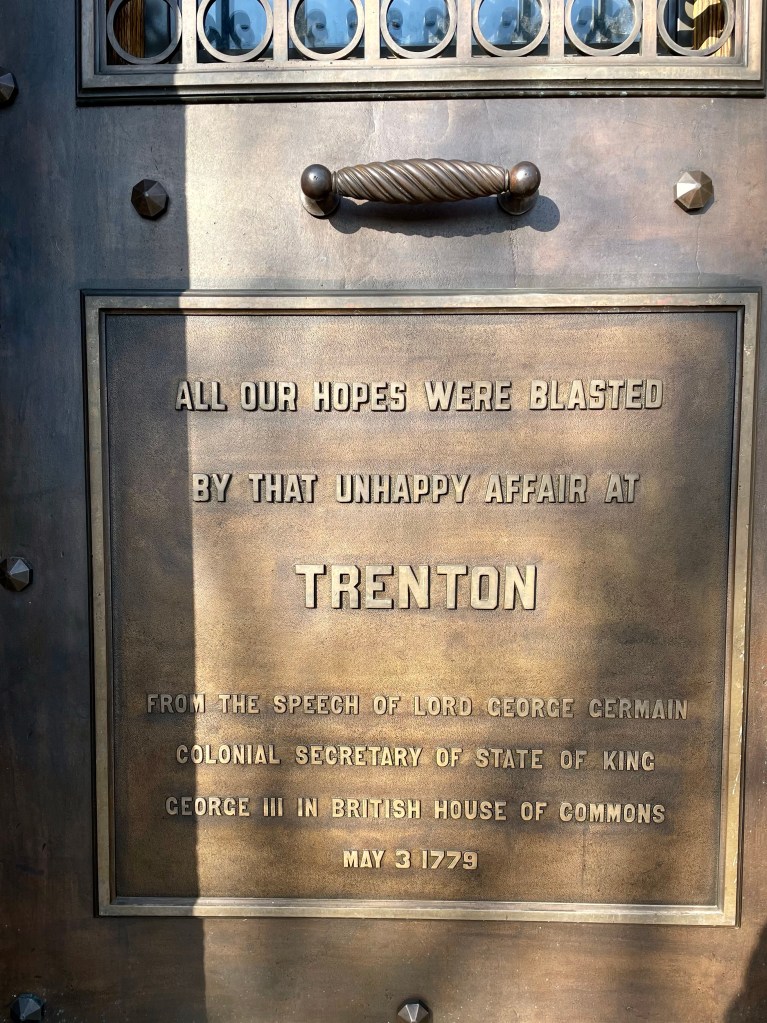 ALL OUR HOPES WERE BLASTED
BY THAT UNHAPPY AFFAIR AT
TRENTON
FROM THE SPEECH OF LORD GEORGE GERMAIN
COLONIAL SECRETARY OF STATE OF KING
GEORGE III IN BRITISH HOUSE OF COMMONS
MAY 3 1779